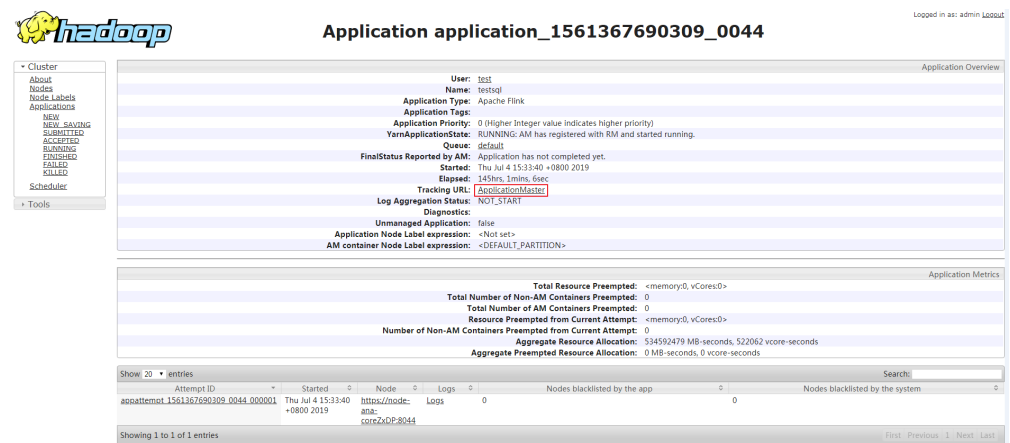 Logged in as: admin Logout
hadoop
Application application_1561367690309_0044
Cluster
About
Nodes
Node Labels
Applications
NEW
NEW_SAVING
SUBMITTED
ACCEPTED
RUNNING
FINISHED
FAILED
KILLED
Scheduler
Tools
Application Overview
User: test
Name: testsql
Application Type: Apache Flink
Application Tags:
Application Priority: 0 (Higher Integer value indicates higher priority)
YarnApplicationState: RUNNING: AM has registered with RM and started running.
Queue: default
FinalStatus Reported by AM: Application has not completed yet.
Started: Thu Jul 4 15:33:40 +0800 2019
Elapsed: 145hrs, 1mins, 6sec
Tracking URL: ApplicationMaster
Log Aggregation Status: NOT_START
Diagnostics:
Unmanaged Application: false
Application Node Label expression: <Not set>
AM container Node Label expression: <DEFAULT_PARTITION>
Application Metrics
Total Resource Preempted: <memory:0, vCores:0>
Total Number of Non-AM Containers Preempted: 0
Total Number of AM Containers Preempted: 0
Resource Preempted from Current Attempt: <memory:0, vCores:0>
Number of Non-AM Containers Preempted from Current Attempt: 0
Aggregate Resource Allocation: 534592479 MB-seconds, 522062 vcore-seconds
Aggregate Preempted Resource Allocation: 0 MB-seconds, 0 vcore-seconds
Show 20 entries Search:
Attempt ID Started Node Logs Nodes blacklisted by the app Nodes blacklisted by the system
appattempt_1561367690309_0044_000001 Thu Jul 4 15:33:40 https://node- Logs 0 0
+0800 2019 ana-
coreZxDP:8044
Showing 1 to 1 of 1 entries First Previous 1 Next Last